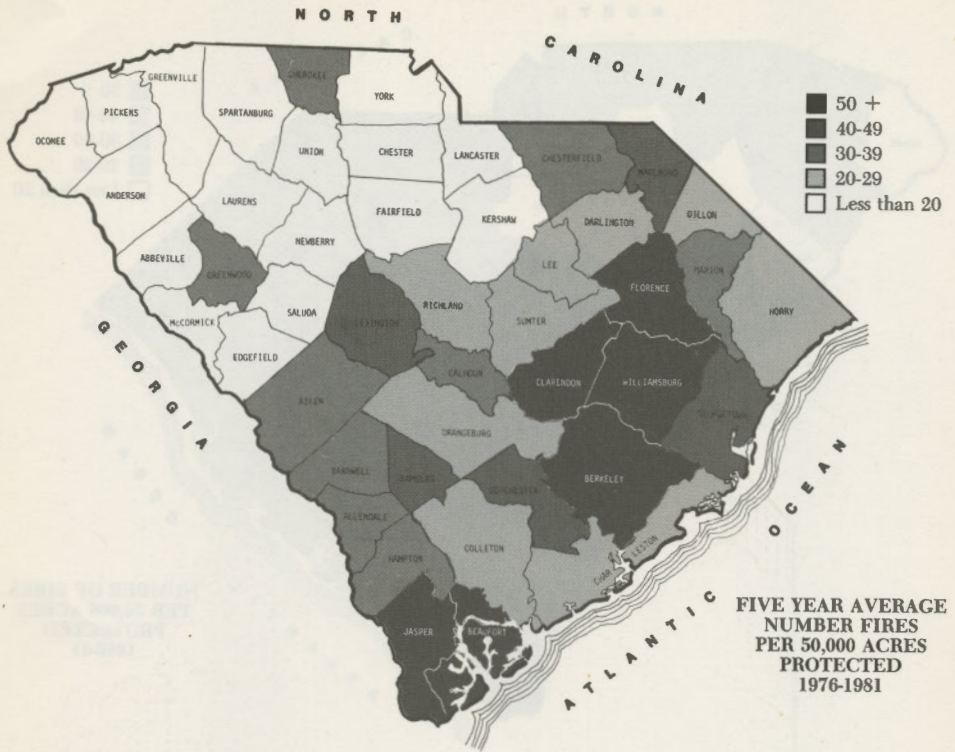 NORTH
CAROLINA
GREENVILLE
CHEROKEE
PICKENS
SPARTANBURG
YORK
OCONEE
UNION
CHESTER
LANCASTER
CHESTERFIELD
MARLBORO
50 +
40-49
30-39
20-29
Less than 20
ANDERSON
LAURENS
FAIRFIELD
KERSHAW
DARLINGTON
DILLON
ABBEVILLE
NEWBERRY
LEE
MARION
GREENWOOD
FLORENCE
McCORMICK
SALUDA
LEXINGTON
RICHLAND
SUMTER
HORRY
EDGEFIELD
CALHOUN
CLARENDON
WILLIAMSBURG
GEORGIA
AIKEN
GEORGETOWN
ORANGEBURG
BARNWELL
BAMBERG
DORCHESTER
BERKELEY
ALLENDALE
HAMPTON
COLLETON
CHARLESTON
JASPER
BEAUFORT
ATLANTIC
OCEAN
FIVE YEAR AVERAGE
NUMBER FIRES
PER 50,000 ACRES
PROTECTED
1976-1981